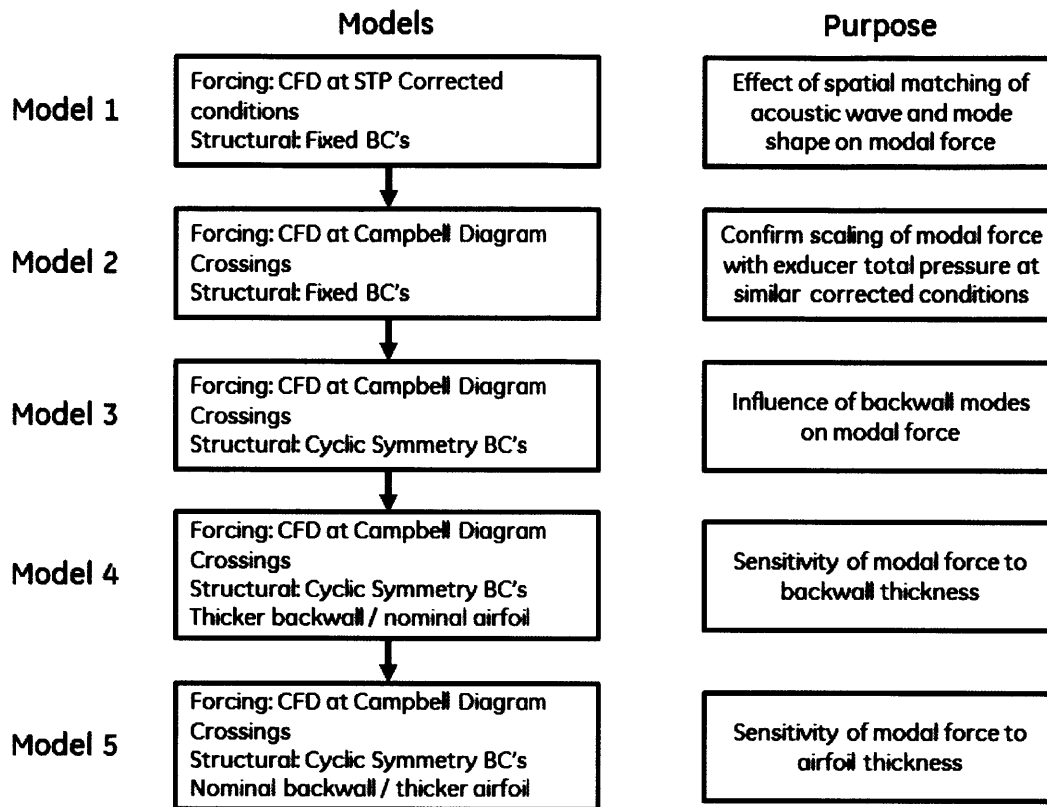 Models
Purpose
Model 1
Forcing: CFD at STP Corrected
conditions
Structural: Fixed BC's
Effect of spatial matching of
acoustic wave and mode
shape on modal force
Model 2
Forcing: CFD at Campbell Diagram
Crossings
Structural: Fixed BC's
Confirm scaling of modal force
with exducer total pressure at
similar corrected conditions
Model 3
Forcing: CFD at Campbell Diagram
Crossings
Structural: Cyclic Symmetry BC's
Influence of backwall modes
on modal force
Model 4
Forcing: CFD at Campbell Diagram
Crossings
Structural: Cyclic Symmetry BC's
Thicker backwall / nominal airfoil
Sensitivity of modal force to
backwall thickness
Model 5
Forcing: CFD at Campbell Diagram
Crossings
Structural: Cyclic Symmetry BC's
Nominal backwall / thicker airfoil
Sensitivity of modal force to
airfoil thickness